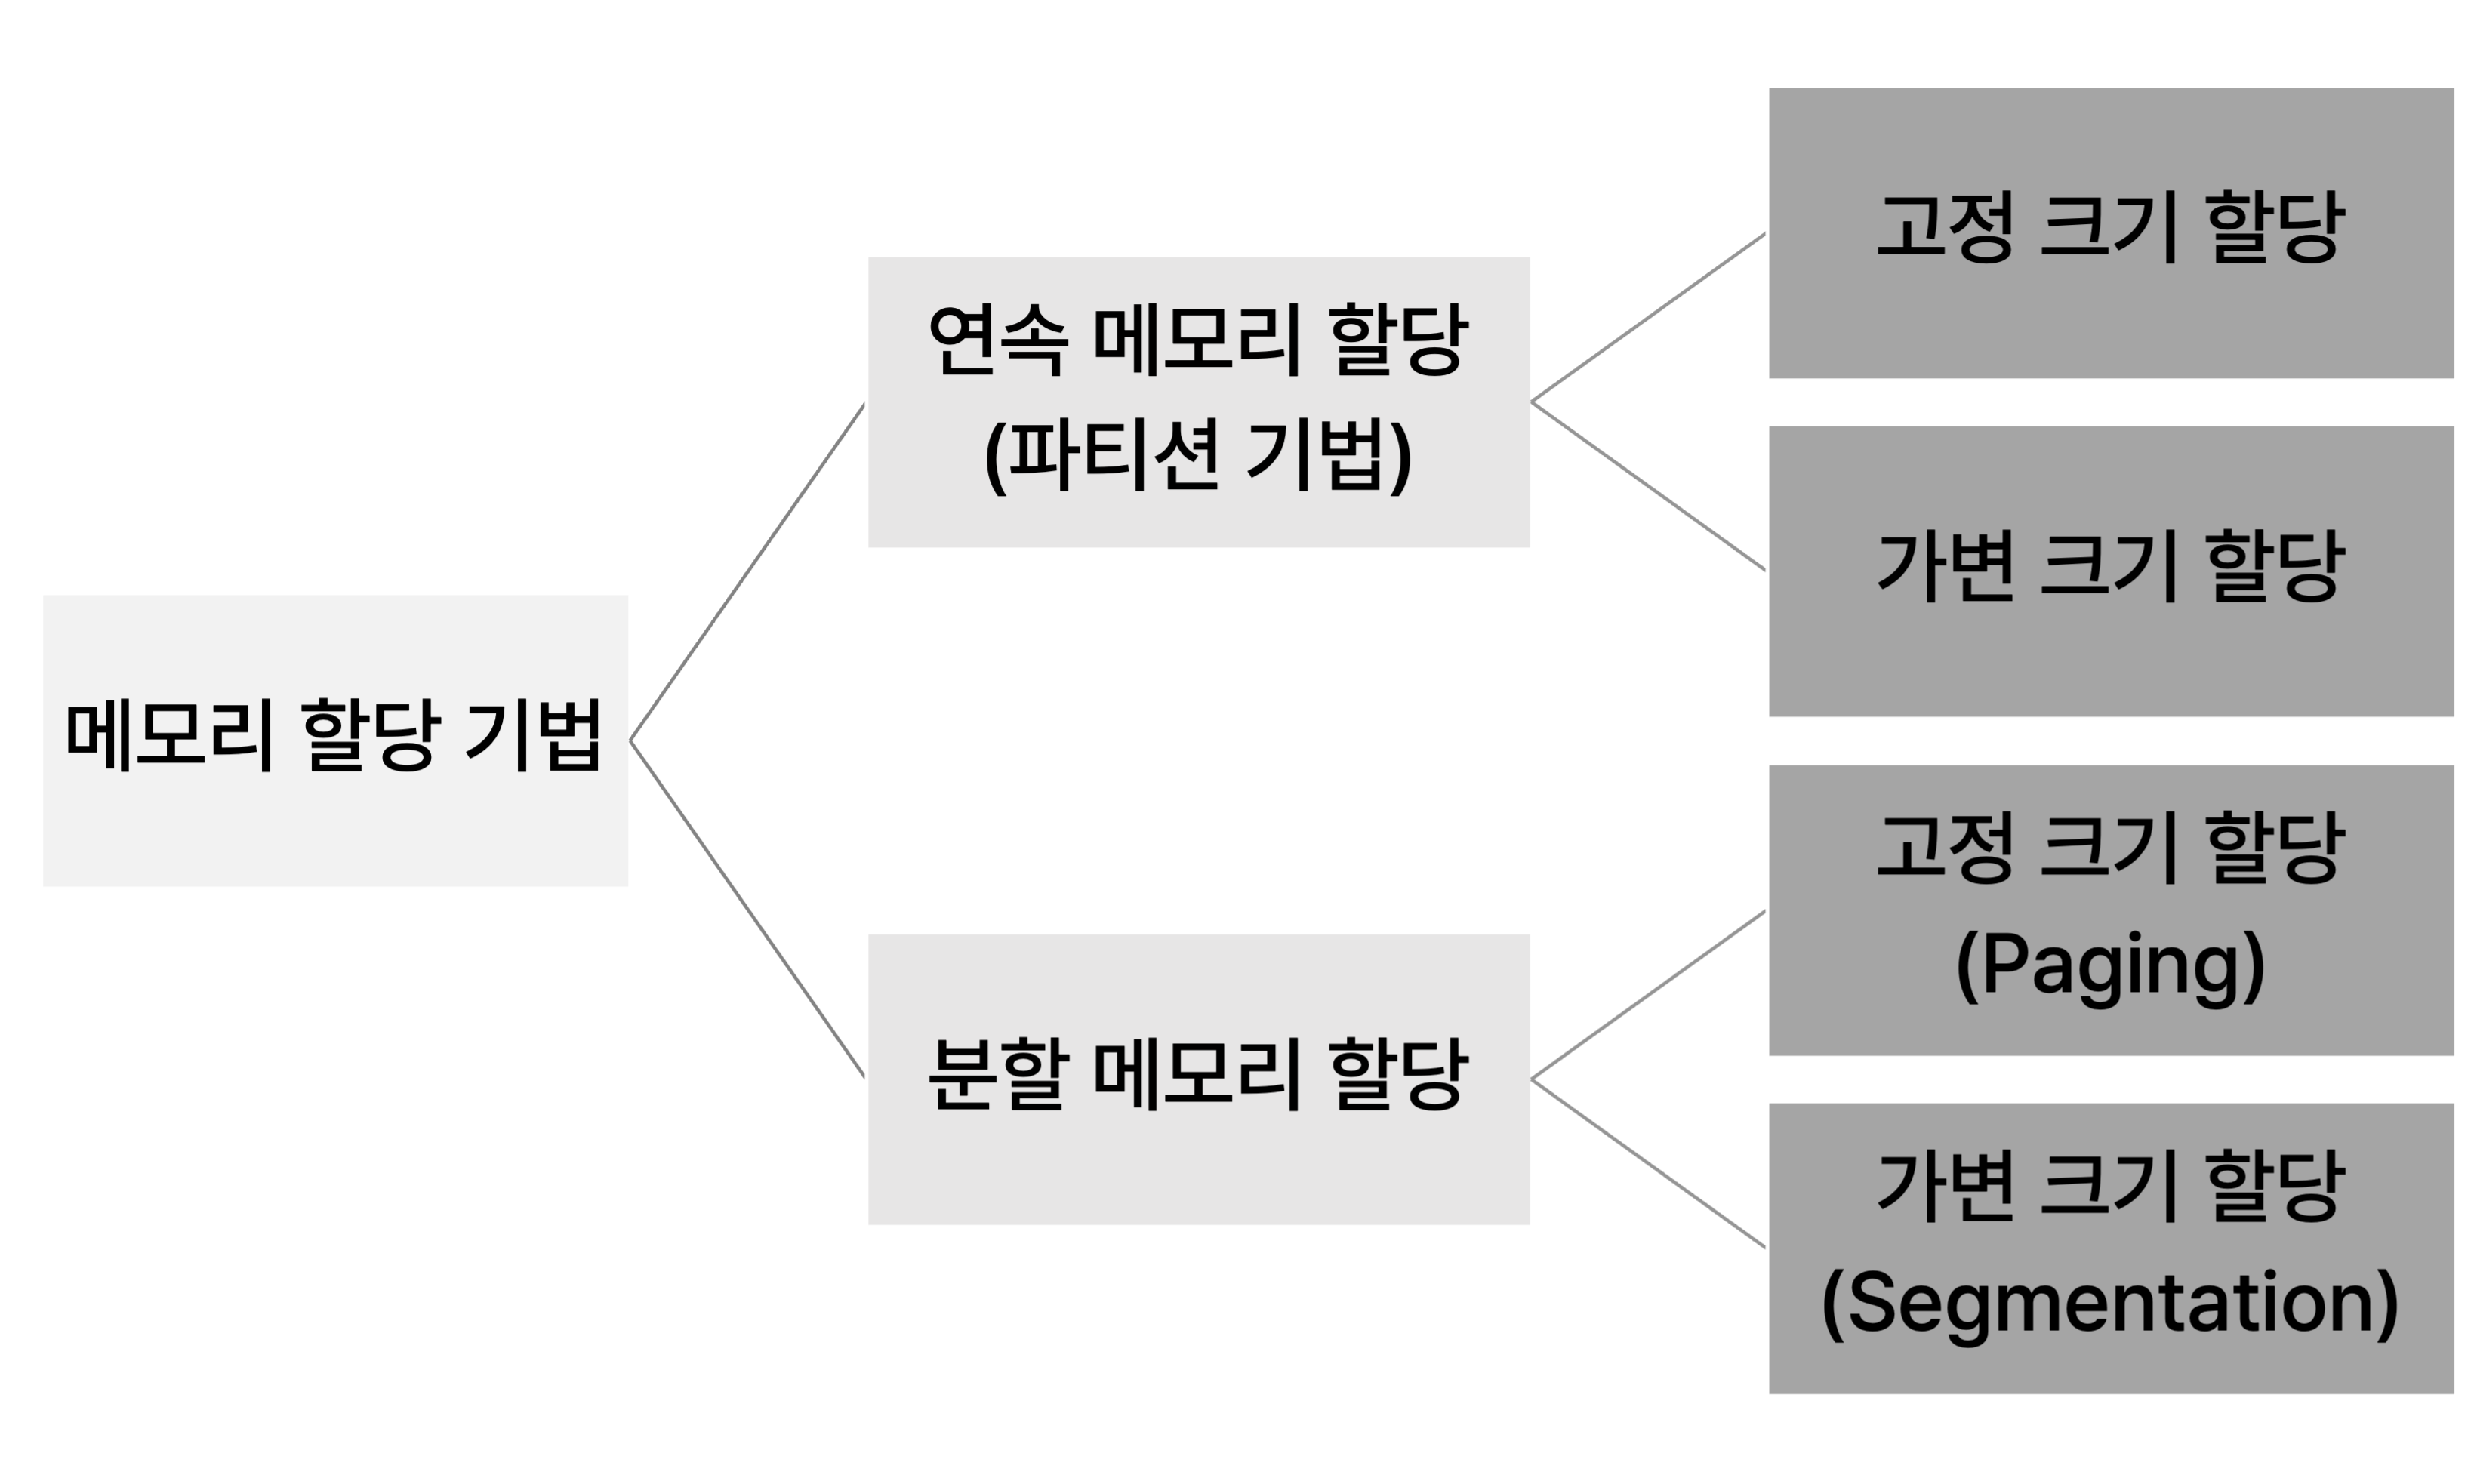 메모리 할당 기법
연속 메모리 할당
(파티션 기법)
분할 메모리 할당
고정 크기 할당
가변 크기 할당
고정 크기 할당
(Paging)
가변 크기 할당
(Segmentation)